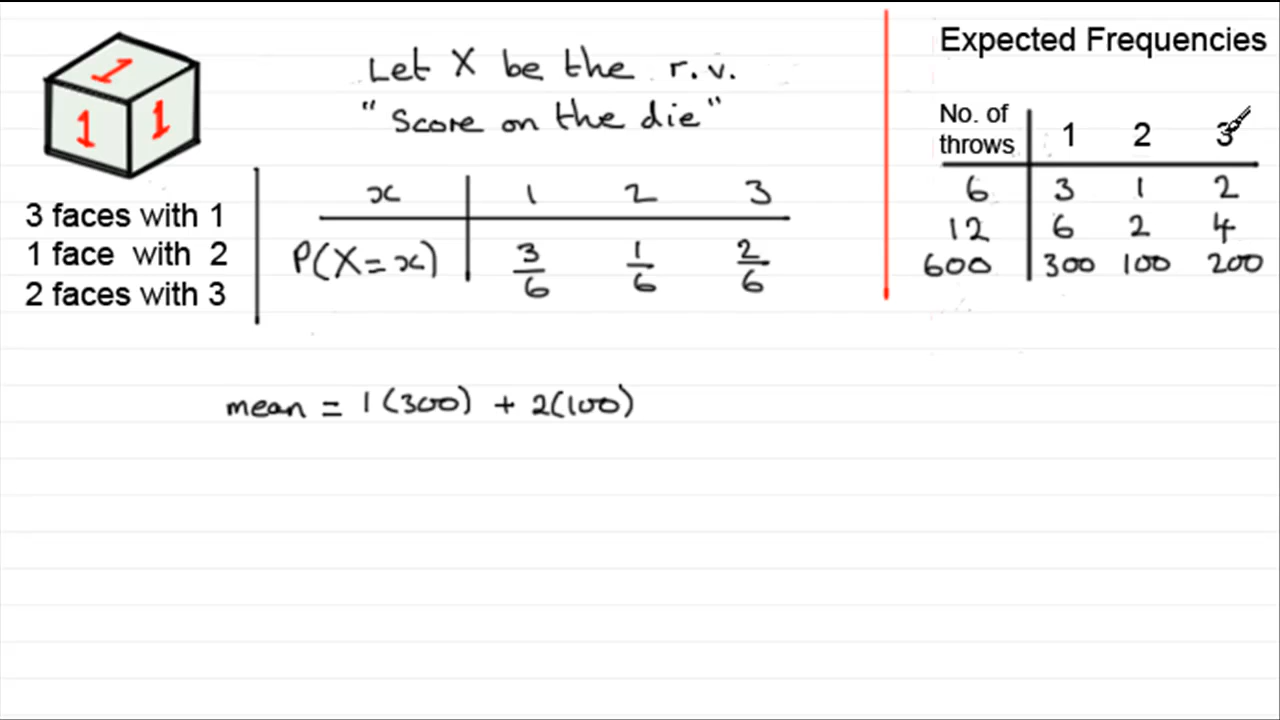 1
1 1
3 faces with 1
1 face with 2
2 faces with 3
Let X be the r.v.
"Score on the die"
x 1 2 3
P(X=x) 3/6 1/6 2/6
mean = 1(300) + 2(100)
Expected Frequencies
No. of
throws 1 2 3
6 3 1 2
12 6 2 4
600 300 100 200